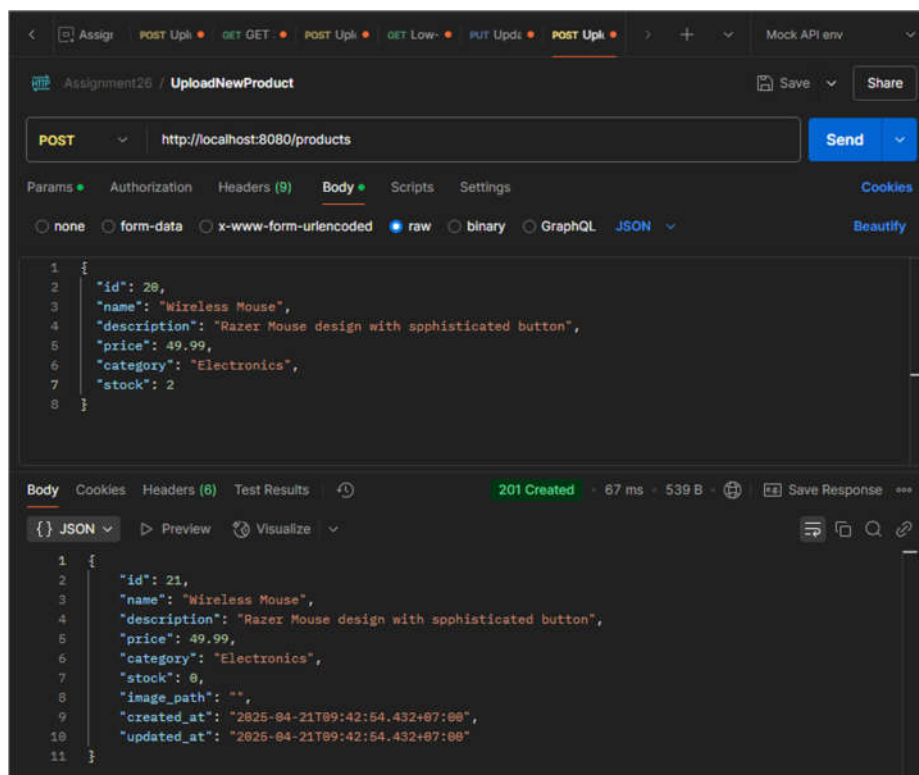 Assigr POST Upl GET GET POST Upl GET Low- PUT Upda POST Upl Mock API env
HTTP Assignment26 / UploadNewProduct Save Share
POST http://localhost:8080/products Send
Params Authorization Headers (9) Body Scripts Settings Cookies
none form-data x-www-form-urlencoded raw binary GraphQL JSON Beautify
1 {
2 "id": 20,
3 "name": "Wireless Mouse",
4 "description": "Razer Mouse design with spphisticated button",
5 "price": 49.99,
6 "category": "Electronics",
7 "stock": 2
8 }
Body Cookies Headers (6) Test Results 201 Created 67 ms 539 B Save Response
{} JSON Preview Visualize
1 {
2 "id": 21,
3 "name": "Wireless Mouse",
4 "description": "Razer Mouse design with spphisticated button",
5 "price": 49.99,
6 "category": "Electronics",
7 "stock": 0,
8 "image_path": "",
9 "created_at": "2025-04-21T09:42:54.432+07:00",
10 "updated_at": "2025-04-21T09:42:54.432+07:00"
11 }